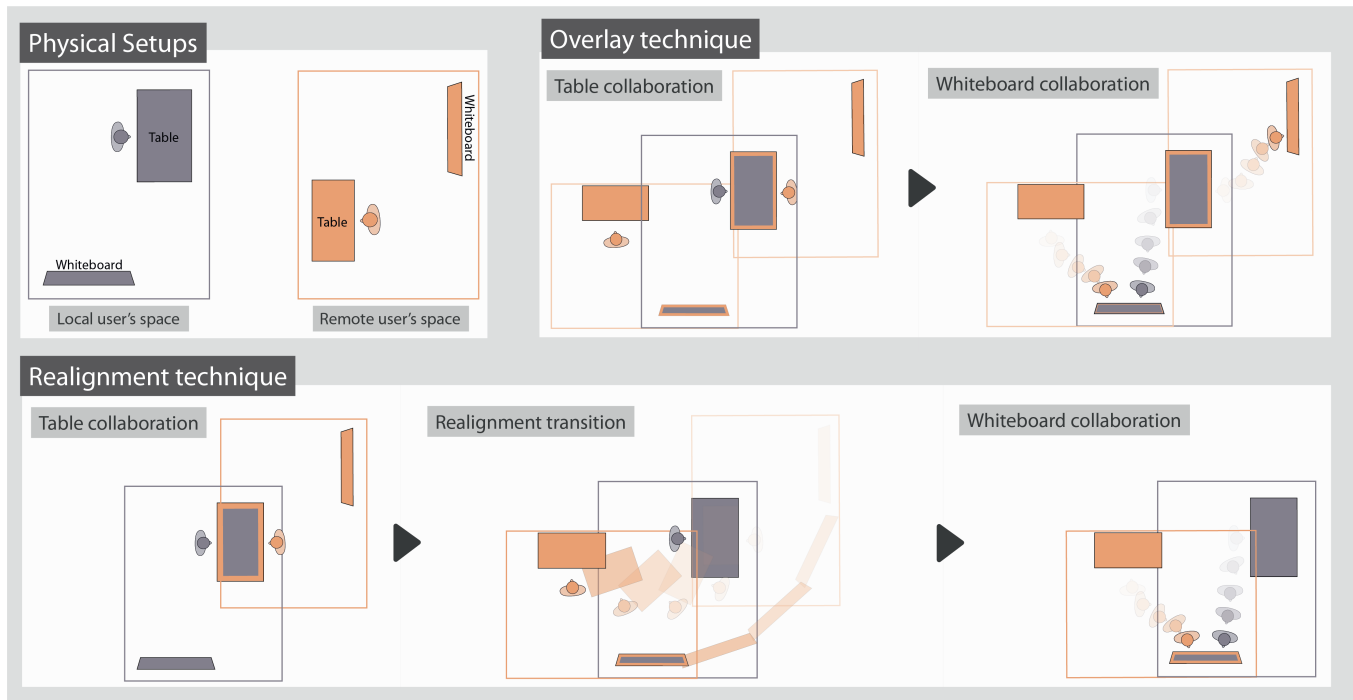 Physical Setups
Table
Whiteboard
Local user's space
Whiteboard
Table
Remote user's space
Overlay technique
Table collaboration
Whiteboard collaboration
Realignment technique
Table collaboration
Realignment transition
Whiteboard collaboration